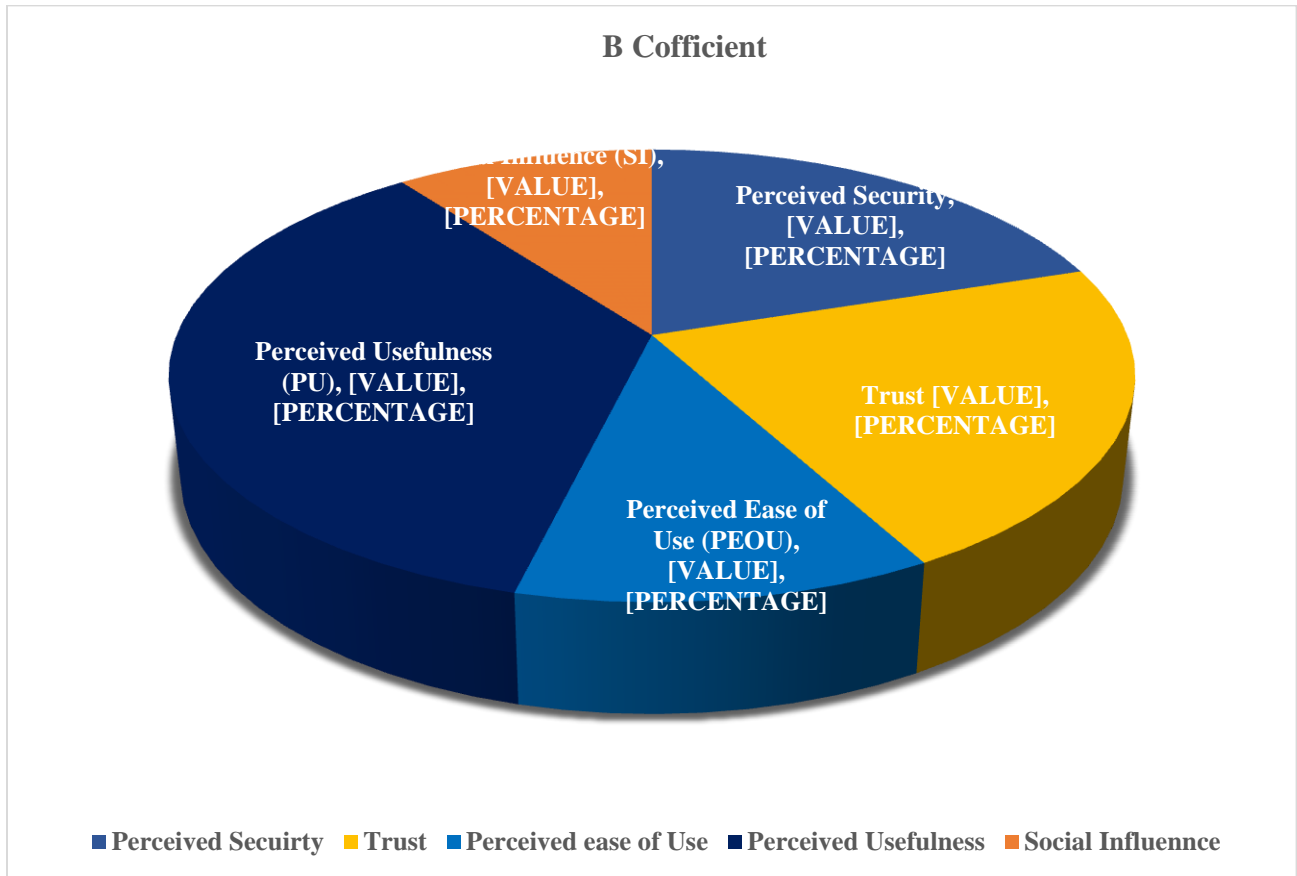 B Cofficient
Influence (SI),
[VALUE],
[PERCENTAGE]
Perceived Security,
[VALUE],
[PERCENTAGE]
Perceived Usefulness
(PU), [VALUE],
[PERCENTAGE]
Trust [VALUE],
[PERCENTAGE]
Perceived Ease of
Use (PEOU),
[VALUE],
[PERCENTAGE]
Perceived Secuirty Trust Perceived ease of Use Perceived Usefulness Social Influennce